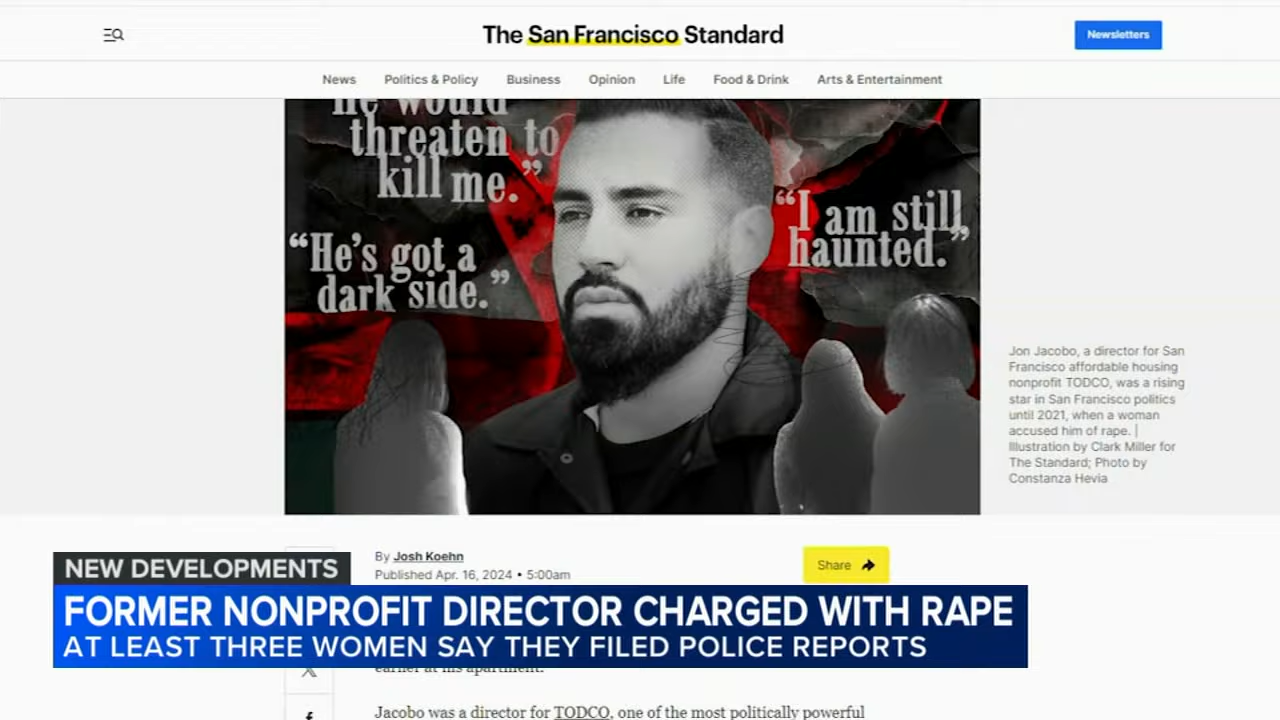 The San Francisco Standard
Newsletters
News Politics & Policy Business Opinion Life Food & Drink Arts & Entertainment
He would
threaten to
kill me.”
“He’s got a
dark side.”
“I am still
haunted.”
Jon Jacobo, a director for San
Francisco affordable housing
nonprofit TODCO, was a rising
star in San Francisco politics
until 2021, when a woman
accused him of rape. |
Illustration by Clark Miller for
The Standard; Photo by
Constanza Hevia
By Josh Koehn
Published Apr. 16, 2024 • 5:00am
Share
NEW DEVELOPMENTS
FORMER NONPROFIT DIRECTOR CHARGED WITH RAPE
AT LEAST THREE WOMEN SAY THEY FILED POLICE REPORTS
earlier at his apartment.
Jacobo was a director for TODCO, one of the most politically powerful